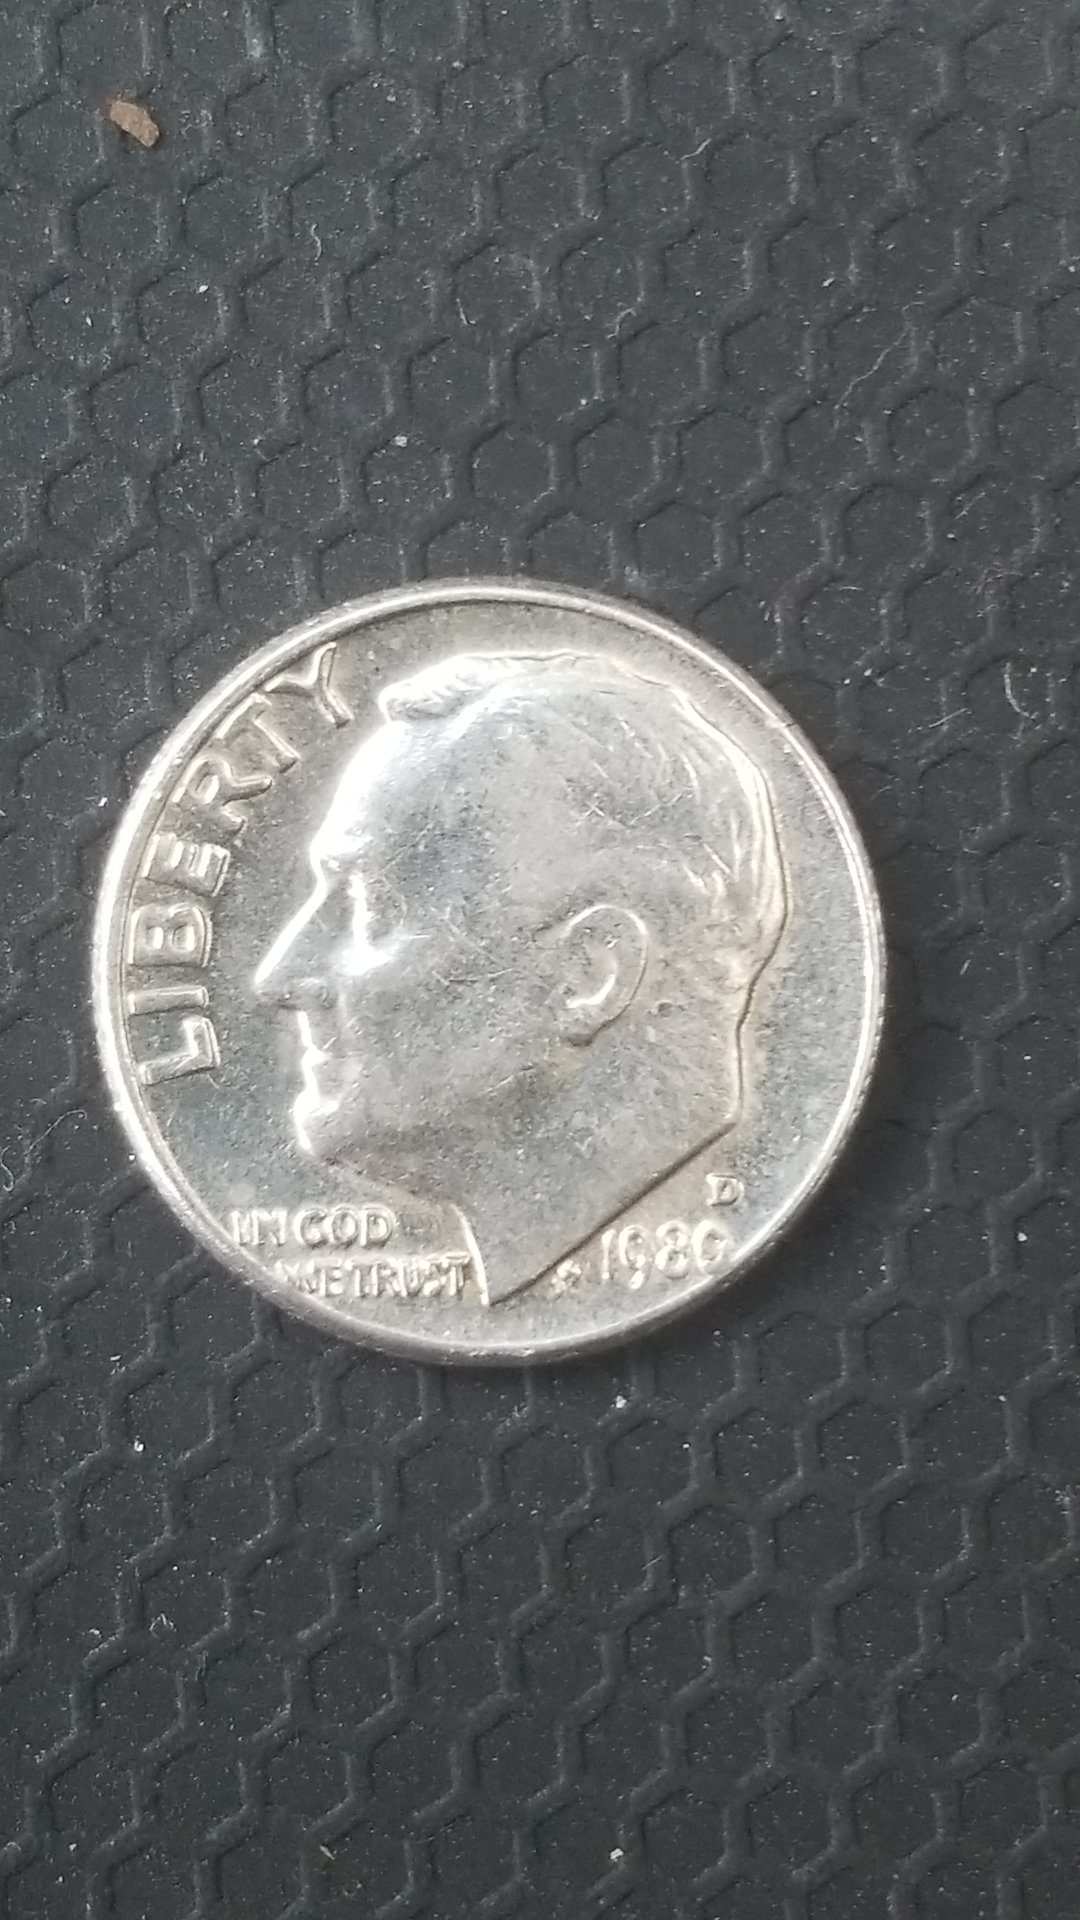 LIBERTY
IN GOD
WE TRUST
D
1980